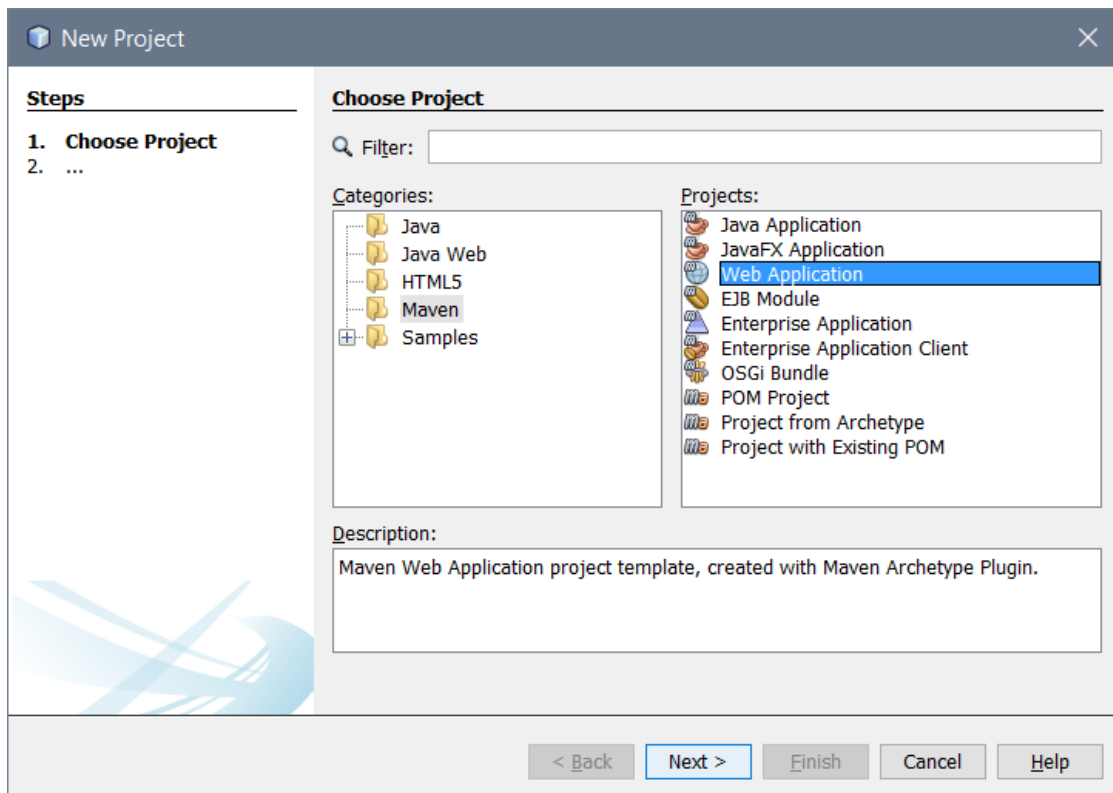 New Project
Steps
1. Choose Project
2. ...
Choose Project
Filter:
Categories:
Java
Java Web
HTML5
Maven
Samples
Projects:
Java Application
JavaFX Application
Web Application
EJB Module
Enterprise Application
Enterprise Application Client
OSGi Bundle
POM Project
Project from Archetype
Project with Existing POM
Description:
Maven Web Application project template, created with Maven Archetype Plugin.
< Back
Next >
Finish
Cancel
Help